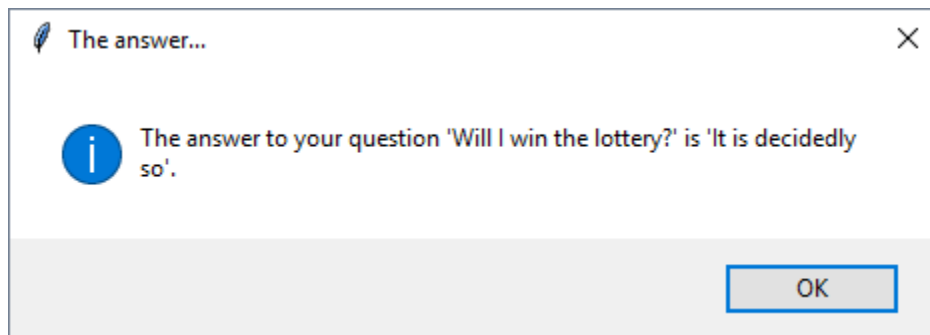 The answer...
The answer to your question 'Will I win the lottery?' is 'It is decidedly
so'.
OK